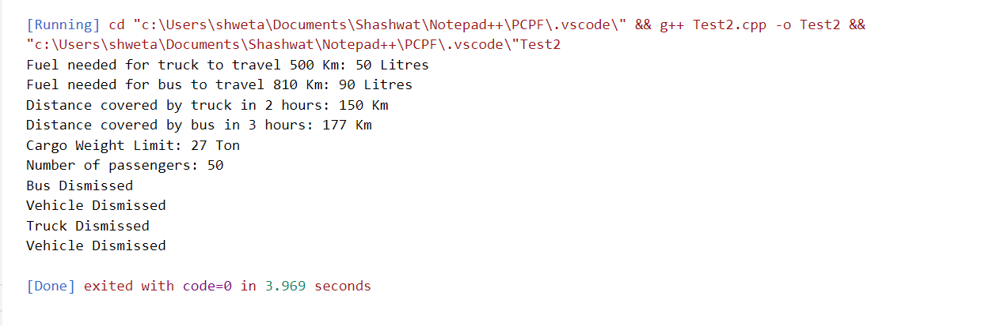 [Running] cd "c:\Users\shweta\Documents\Shashwat\Notepad++\PCPF\.vscode\" && g++ Test2.cpp -o Test2 &&
"c:\Users\shweta\Documents\Shashwat\Notepad++\PCPF\.vscode\"Test2
Fuel needed for truck to travel 500 Km: 50 Litres
Fuel needed for bus to travel 810 Km: 90 Litres
Distance covered by truck in 2 hours: 150 Km
Distance covered by bus in 3 hours: 177 Km
Cargo Weight Limit: 27 Ton
Number of passengers: 50
Bus Dismissed
Vehicle Dismissed
Truck Dismissed
Vehicle Dismissed
[Done] exited with code=0 in 3.969 seconds